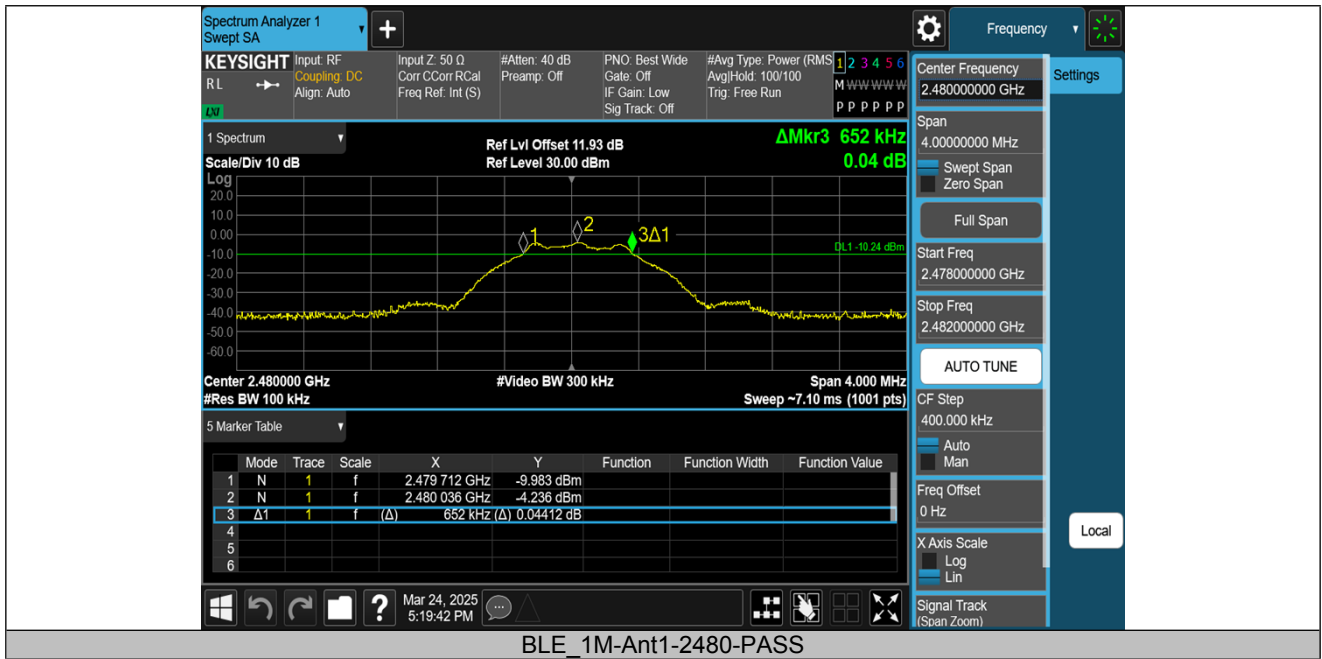 Spectrum Analyzer 1
Swept SA
+
Frequency
KEYSIGHT
RL
LXI
Input: RF
Coupling: DC
Align: Auto
Input Z: 50 Ω
Corr CCorr RCal
Freq Ref: Int (S)
#Atten: 40 dB
Preamp: Off
PNO: Best Wide
Gate: Off
IF Gain: Low
Sig Track: Off
#Avg Type: Power (RMS
Avg|Hold: 100/100
Trig: Free Run
1 2 3 4 5 6
M W W W W W
P P P P P P
1 Spectrum
Scale/Div 10 dB
Ref Lvl Offset 11.93 dB
Ref Level 30.00 dBm
ΔMkr3 652 kHz
0.04 dB
Log
20.0
10.0
0.00
-10.0
-20.0
-30.0
-40.0
-50.0
-60.0
1
2
3Δ1
DL1 -10.24 dBm
Center 2.480000 GHz
#Video BW 300 kHz
Span 4.000 MHz
#Res BW 100 kHz
Sweep ~7.10 ms (1001 pts)
5 Marker Table
Mode Trace Scale X Y Function Function Width Function Value
1 N 1 f 2.479 712 GHz -9.983 dBm
2 N 1 f 2.480 036 GHz -4.236 dBm
3 Δ1 1 f (Δ) 652 kHz (Δ) 0.04412 dB
4
5
6
?
Mar 24, 2025
5:19:42 PM
Center Frequency
2.480000000 GHz
Settings
Span
4.00000000 MHz
Swept Span
Zero Span
Full Span
Start Freq
2.478000000 GHz
Stop Freq
2.482000000 GHz
AUTO TUNE
CF Step
400.000 kHz
Auto
Man
Freq Offset
0 Hz
X Axis Scale
Log
Lin
Local
Signal Track
(Span Zoom)
BLE_1M-Ant1-2480-PASS